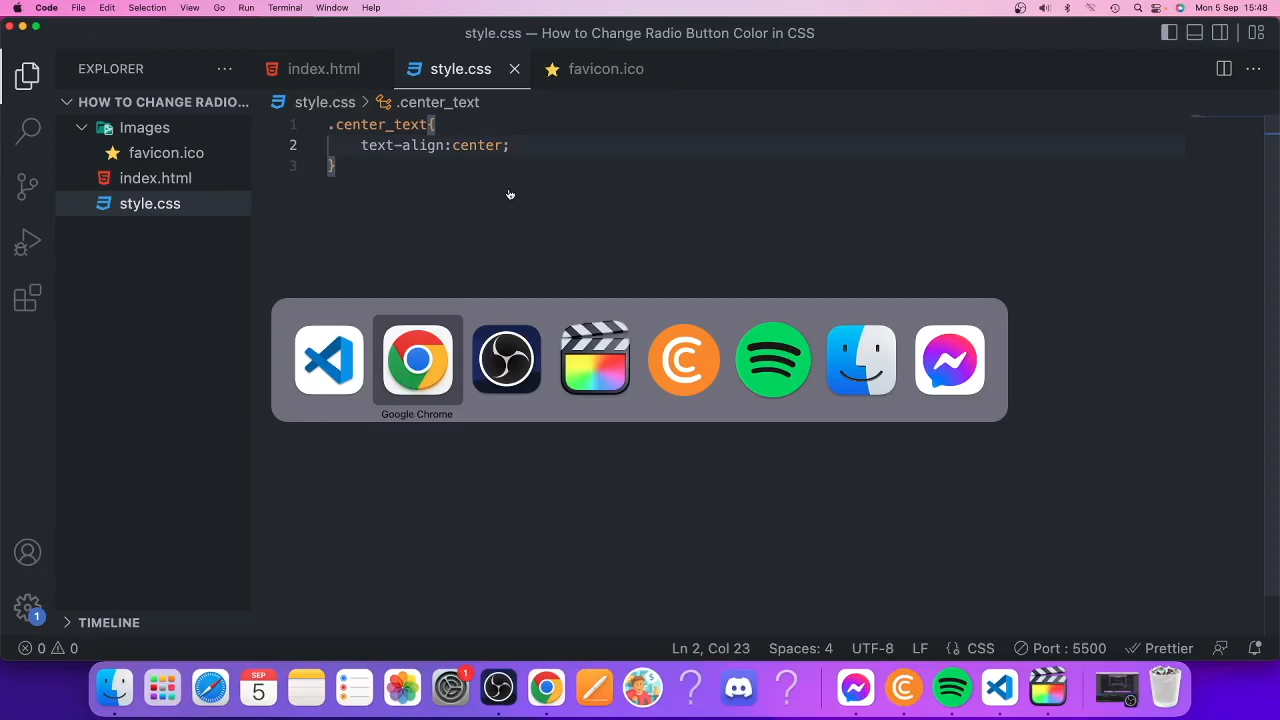 Code File Edit Selection View Go Run Terminal Window Help Mon 5 Sep 15:48
style.css — How to Change Radio Button Color in CSS
EXPLORER
index.html
style.css
favicon.ico
HOW TO CHANGE RADIO...
style.css > .center_text
Images
favicon.ico
index.html
style.css
1 .center_text{
2 text-align:center;
3 }
Google Chrome
1
TIMELINE
0 0
Ln 2, Col 23 Spaces: 4 UTF-8 LF {} CSS Port : 5500 Prettier
SEP
5
1